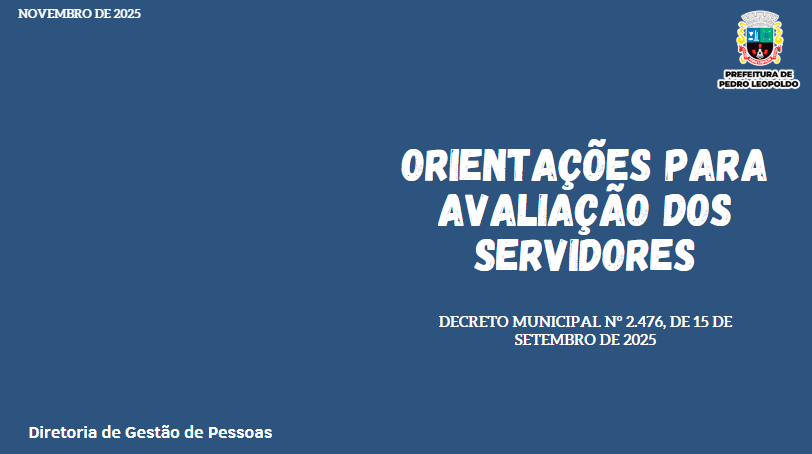 NOVEMBRO DE 2025
PREFEITURA DE
PEDRO LEOPOLDO
ORIENTAÇÕES PARA
AVALIAÇÃO DOS
SERVIDORES
DECRETO MUNICIPAL Nº 2.476, DE 15 DE
SETEMBRO DE 2025
Diretoria de Gestão de Pessoas